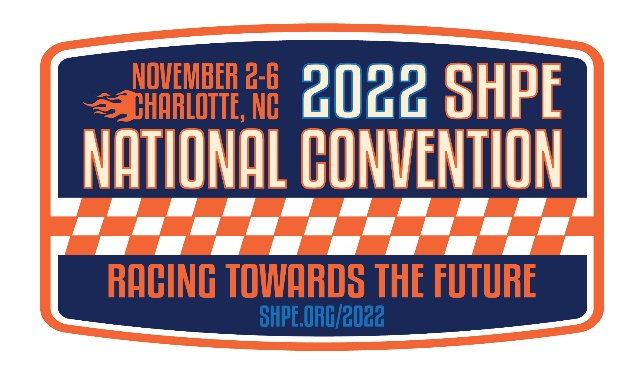 NOVEMBER 2-6
CHARLOTTE, NC
2022 SHPE
NATIONAL CONVENTION
RACING TOWARDS THE FUTURE
SHPE.ORG/2022